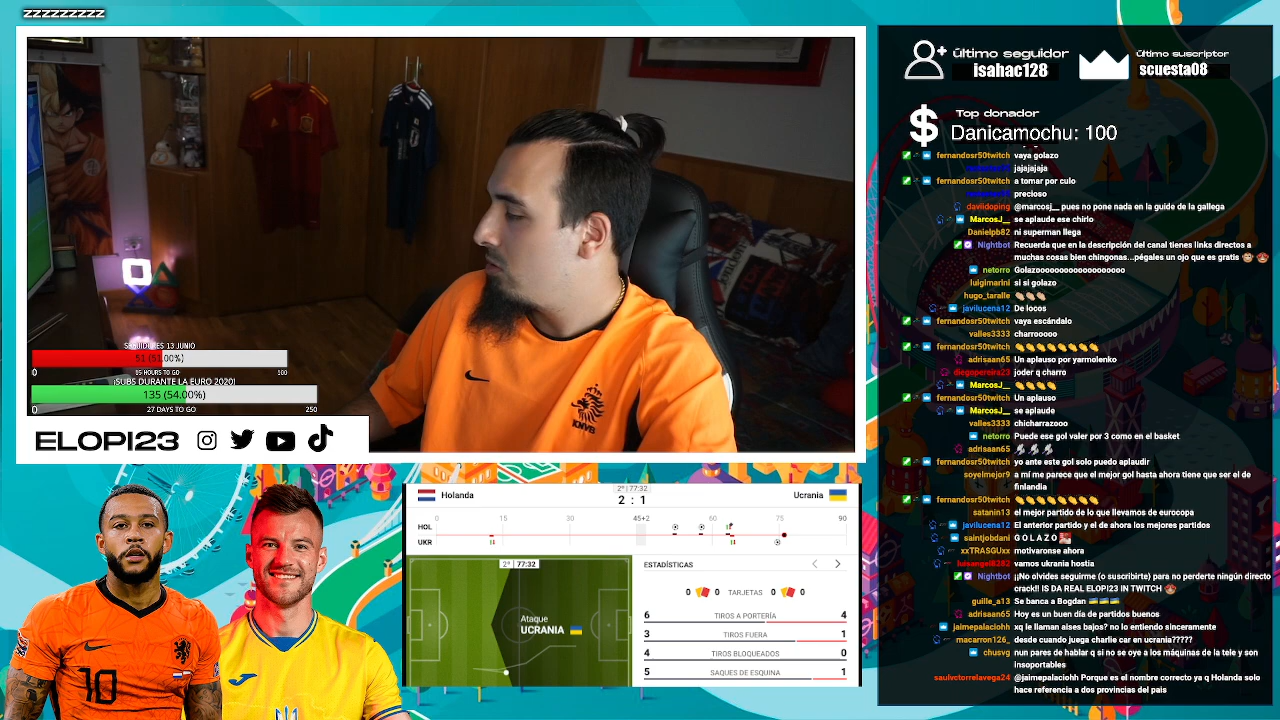 ZZZZZZZZZ
último seguidor
isahac128
Último suscriptor
scuesta08
Top donador
Danicamochu: 100
fernandosr50twitch vaya golazo
jajajajaja
fernandosr50twitch a tomar por culo
precioso
daviidoping @marcosj__ pues no pone nada en la guide de la gallega
MarcosJ__ se aplaude ese chirlo
Danielpb82 ni superman llega
Nightbot Recuerda que en la descripción del canal tienes links directos a
muchas cosas bien chingonas...pégales un ojo que es gratis
netorro Golazooooooooooooooooooo
luigimarini si si golazo
hugo_taralle
javilucena12 De locos
fernandosr50twitch vaya escándalo
valles3333 charrooooo
fernandosr50twitch
adrisaan65 Un aplauso por yarmolenko
diegopereira23 joder q charro
MarcosJ__
fernandosr50twitch Un aplauso
MarcosJ__ se aplaude
valles3333 chicharrazooo
netorro Puede ese gol valer por 3 como en el basket
adrisaan65
fernandosr50twitch yo ante este gol solo puedo aplaudir
soyelmejor9 a mi me parece que el mejor gol hasta ahora tiene que ser el de
finlandia
fernandosr50twitch
satanin13 el mejor partido de lo que llevamos de eurocopa
javilucena12 El anterior partido y el de ahora los mejores partidos
saintjobdani G O L A Z O
xxTRASGUxx motivaronse ahora
luisangel8282 vamos ukrania hostia
Nightbot ¡¡No olvides seguirme (o suscribirte) para no perderte ningún directo
crack!! IS DA REAL ELOPI23 IN TWITCH
guille_a13 Se banca a Bogdan
adrisaan65 Hoy es un buen día de partidos buenos
jaimepalaciohh xq le llaman aises bajos? no lo entiendo sinceramente
macarron126_ desde cuando juega charlie car en ukrania?????
chusvg nun pares de hablar q si no se oye a los máquinas de la tele y son
insoportables
saulvctorrelavega24 @jaimepalaciohh Porque es el nombre correcto ya q Holanda solo
hace referencia a dos provincias del pais
SEGUIDORES 13 JUNIO
51 (51.00%)
0 15 HOURS TO GO 100
¡SUBS DURANTE LA EURO 2020!
135 (54.00%)
0 27 DAYS TO GO 250
ELOPI23
KNVB
10
Holanda
2º | 77:32
2 : 1
Ucrania
0 15 30 45+2 60 75 90
HOL
UKR
2º | 77:32
Ataque
UCRANIA
ESTADÍSTICAS
0 0 TARJETAS 0 0
6 TIROS A PORTERÍA 4
3 TIROS FUERA 1
4 TIROS BLOQUEADOS 0
5 SAQUES DE ESQUINA 1